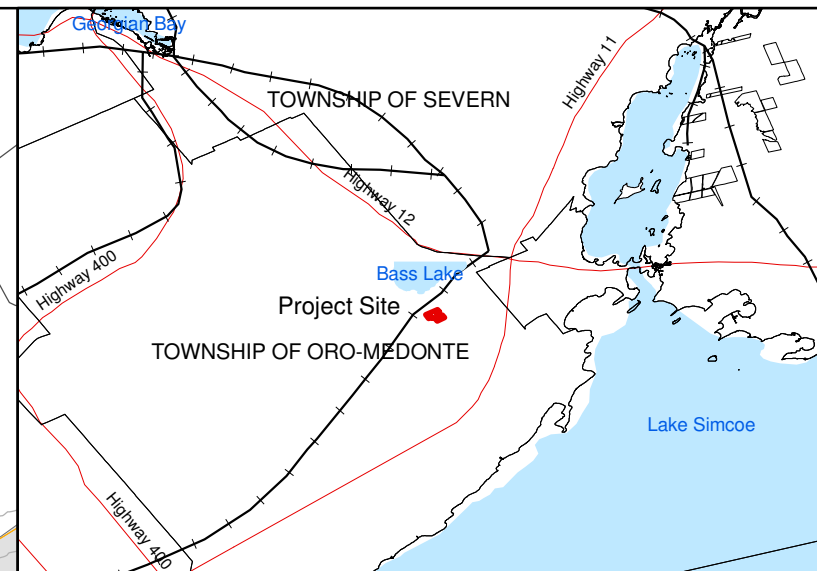 Georgian Bay
Highway 11
TOWNSHIP OF SEVERN
Highway 12
Highway 400
Bass Lake
Project Site
TOWNSHIP OF ORO-MEDONTE
Lake Simcoe
Highway 400